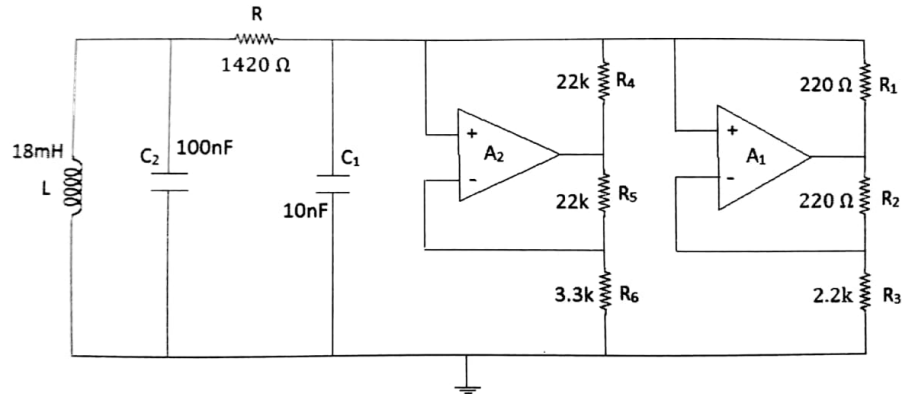 R
1420 Ω
18mH
L
C₂
100nF
C₁
10nF
+
A₂
-
22k
R₄
22k
R₅
3.3k
R₆
+
A₁
-
220 Ω
R₁
220 Ω
R₂
2.2k
R₃